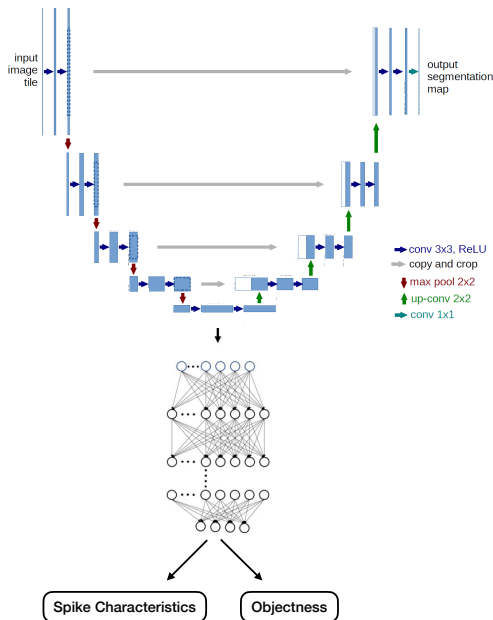 input
image
tile
output
segmentation
map
conv 3x3, ReLU
copy and crop
max pool 2x2
up-conv 2x2
conv 1x1
Spike Characteristics
Objectness